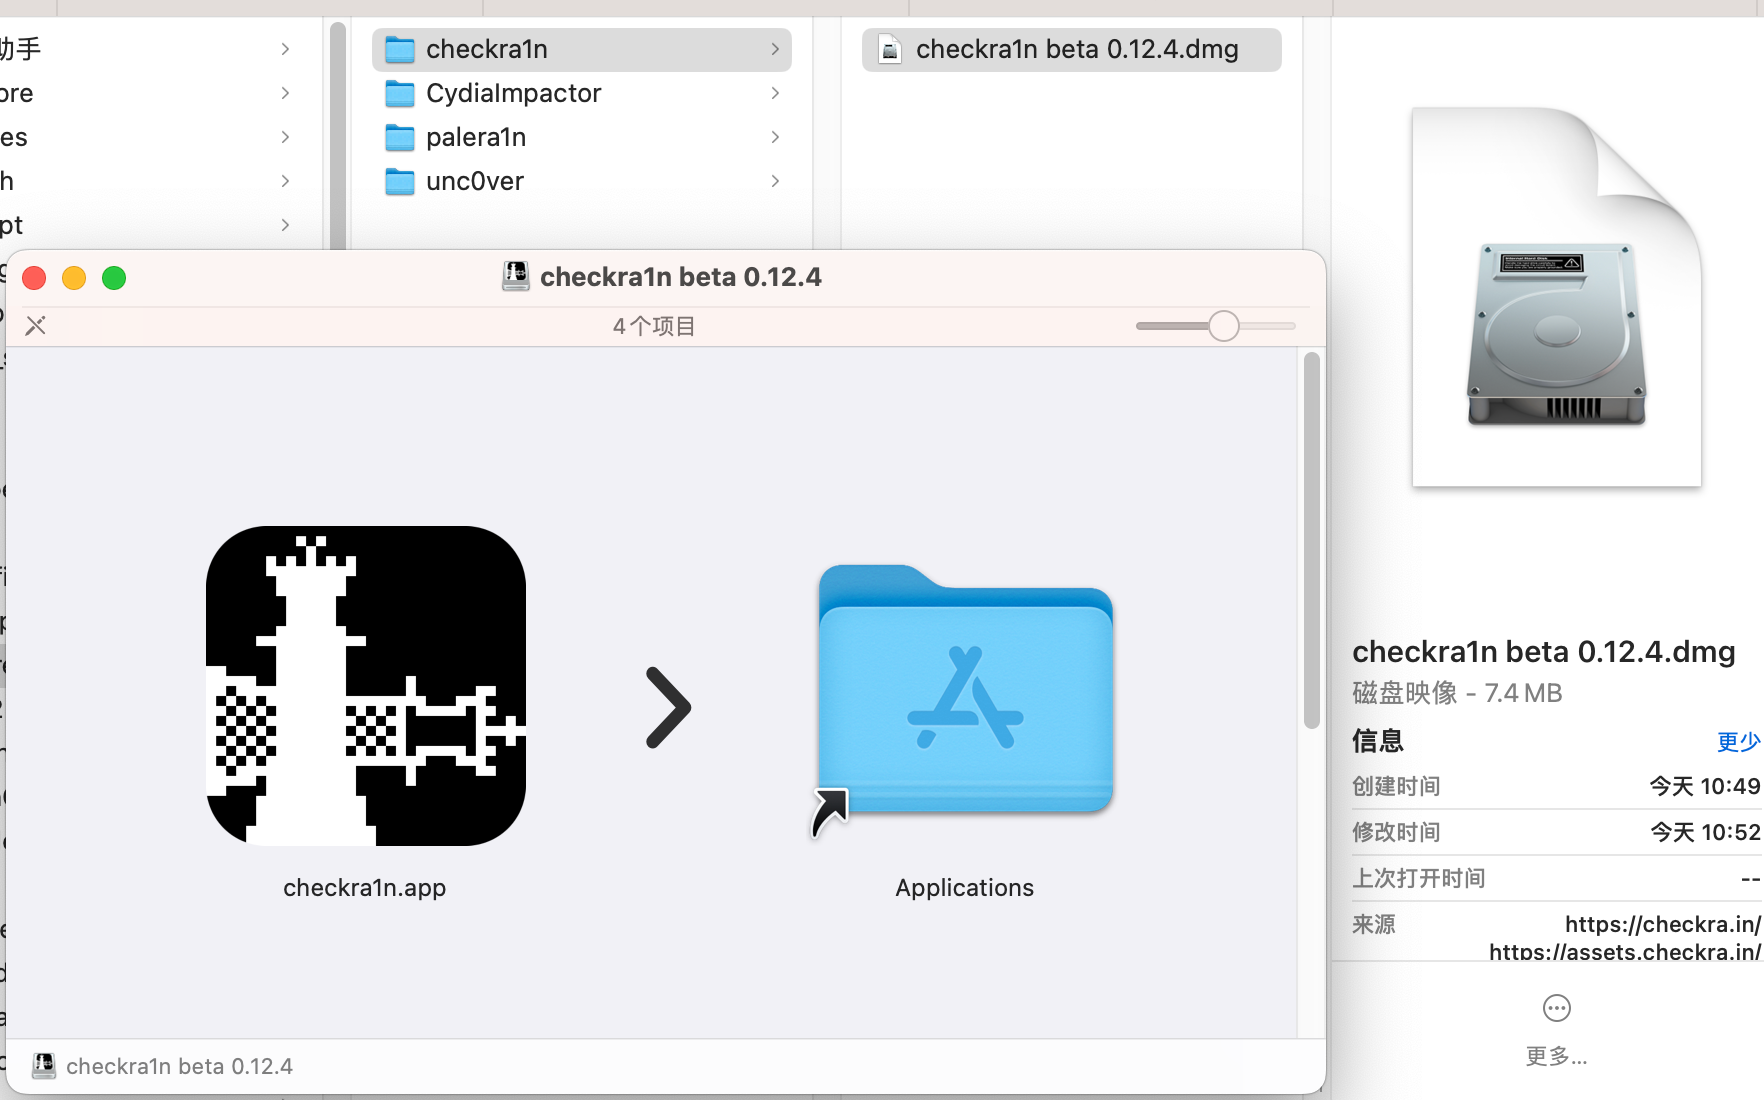 助手
checkra1n
CydiaImpactor
palera1n
unc0ver
checkra1n beta 0.12.4.dmg
checkra1n beta 0.12.4
4个项目
checkra1n.app
Applications
checkra1n beta 0.12.4
checkra1n beta 0.12.4.dmg
磁盘映像 - 7.4 MB
信息 更少
创建时间 今天 10:49
修改时间 今天 10:52
上次打开时间 --
来源 https://checkra.in/
https://assets.checkra.in/
更多...